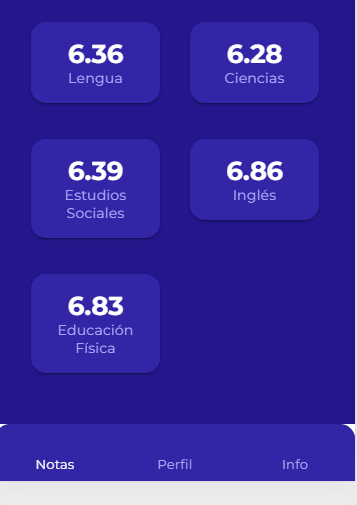 6.36
Lengua
6.28
Ciencias
6.39
Estudios
Sociales
6.86
Inglés
6.83
Educación
Física
Notas
Perfil
Info